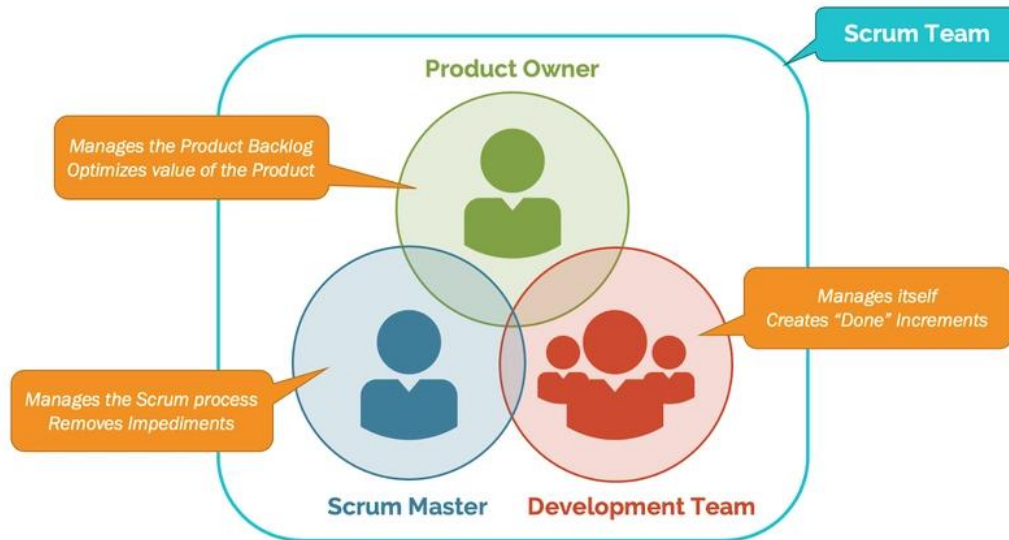 Scrum Team
Product Owner
Manages the Product Backlog
Optimizes value of the Product
Manages itself
Creates “Done” Increments
Manages the Scrum process
Removes Impediments
Scrum Master
Development Team